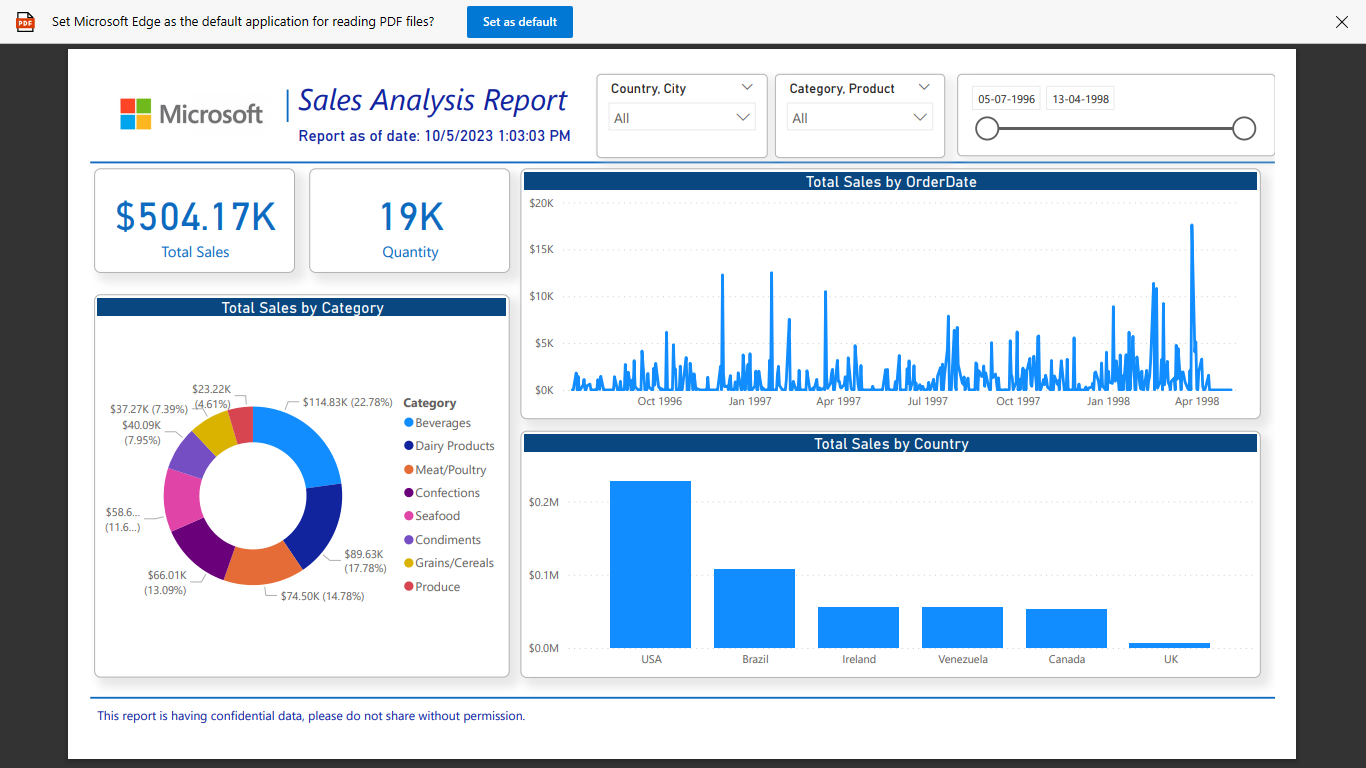 PDF
Set Microsoft Edge as the default application for reading PDF files?
Set as default
Microsoft
Sales Analysis Report
Report as of date: 10/5/2023 1:03:03 PM
Country, City
All
Category, Product
All
05-07-1996
13-04-1998
$504.17K
Total Sales
19K
Quantity
Total Sales by OrderDate
$20K
$15K
$10K
$5K
$0K
Oct 1996
Jan 1997
Apr 1997
Jul 1997
Oct 1997
Jan 1998
Apr 1998
Total Sales by Category
$23.22K
(4.61%)
$37.27K (7.39%)
$40.09K
(7.95%)
$58.6...
(11.6...)
$66.01K
(13.09%)
$74.50K (14.78%)
$89.63K
(17.78%)
$114.83K (22.78%)
Category
Beverages
Dairy Products
Meat/Poultry
Confections
Seafood
Condiments
Grains/Cereals
Produce
Total Sales by Country
$0.2M
$0.1M
$0.0M
USA
Brazil
Ireland
Venezuela
Canada
UK
This report is having confidential data, please do not share without permission.